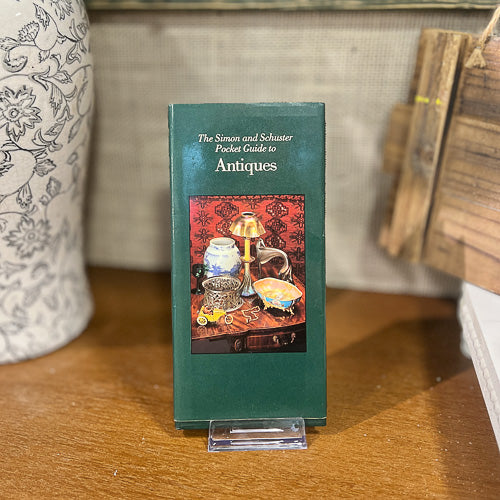 The Simon and Schuster
Pocket Guide to
Antiques